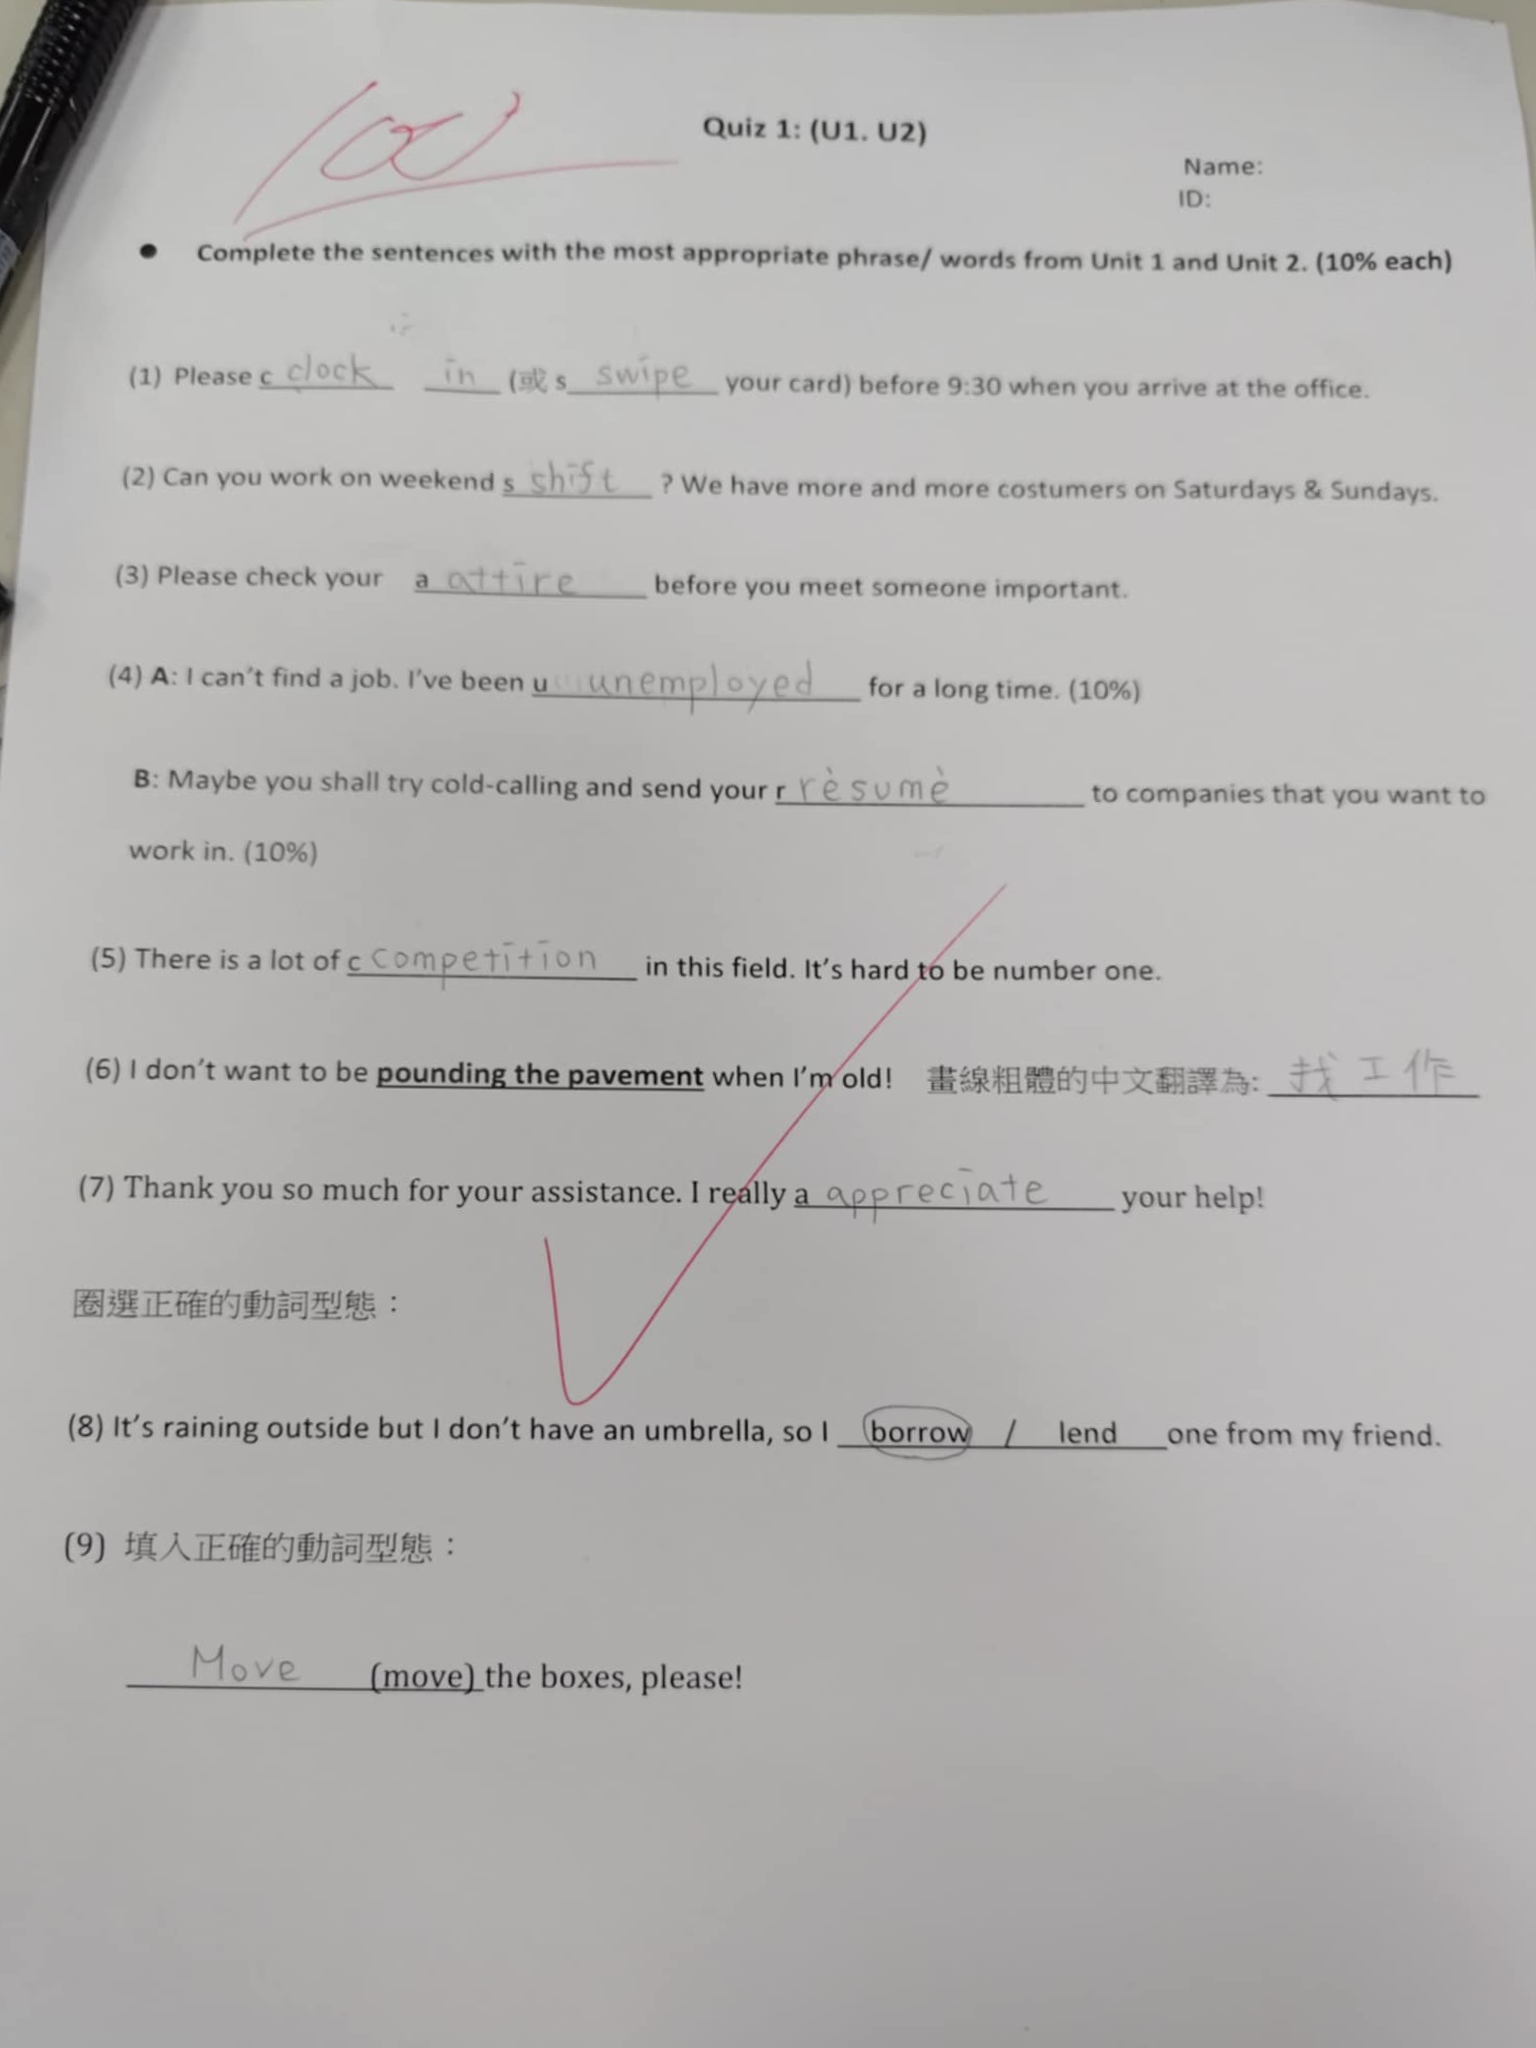 100
Quiz 1: (U1. U2)
Name:
ID:
● Complete the sentences with the most appropriate phrase/ words from Unit 1 and Unit 2. (10% each)
(1) Please c clock in (或 s swipe your card) before 9:30 when you arrive at the office.
(2) Can you work on weekend s shift ? We have more and more costumers on Saturdays & Sundays.
(3) Please check your a attire before you meet someone important.
(4) A: I can't find a job. I've been u unemployed for a long time. (10%)
B: Maybe you shall try cold-calling and send your r rèsumè to companies that you want to
work in. (10%)
(5) There is a lot of c competition in this field. It's hard to be number one.
(6) I don't want to be pounding the pavement when I'm old! 畫線粗體的中文翻譯為: 找工作
(7) Thank you so much for your assistance. I really a appreciate your help!
圈選正確的動詞型態：
(8) It's raining outside but I don't have an umbrella, so I borrow / lend one from my friend.
(9) 填入正確的動詞型態：
Move (move) the boxes, please!